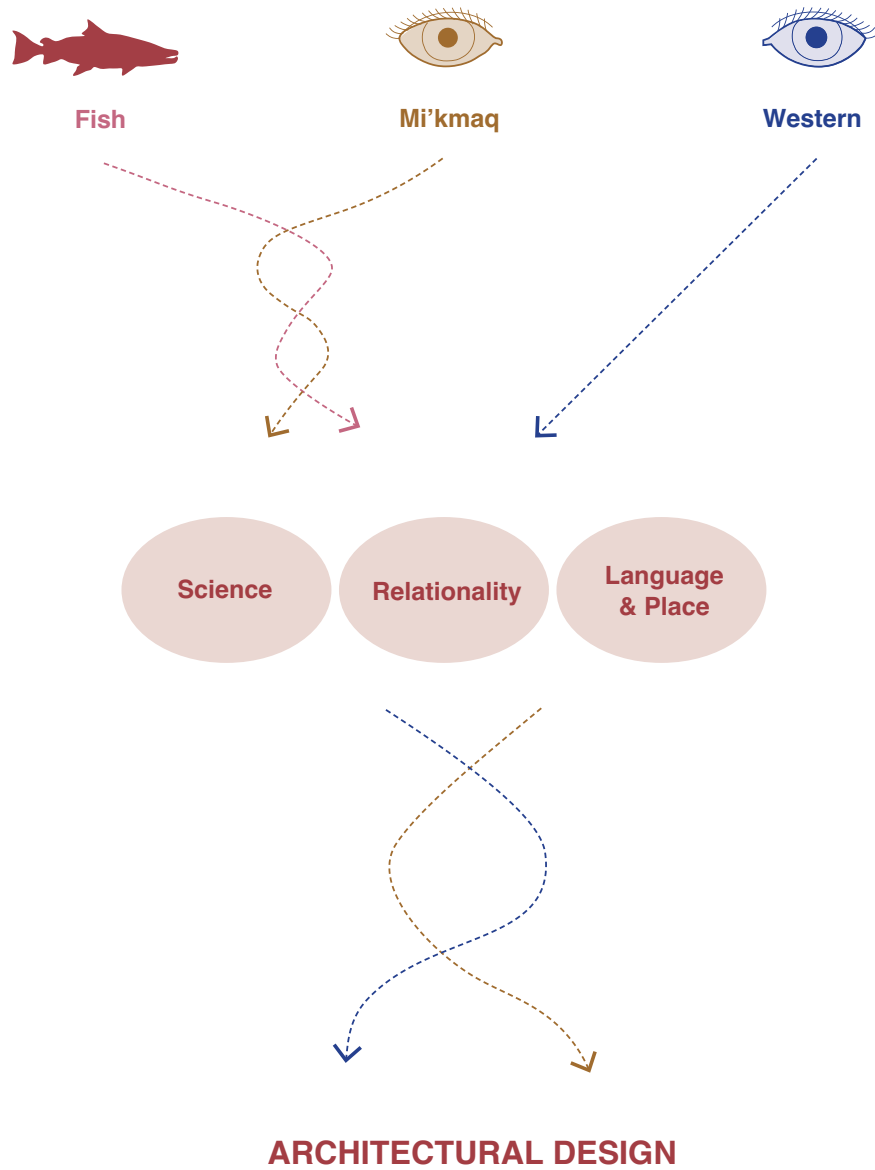 Fish
Mi’kmaq
Western
Science
Relationality
Language
& Place
ARCHITECTURAL DESIGN